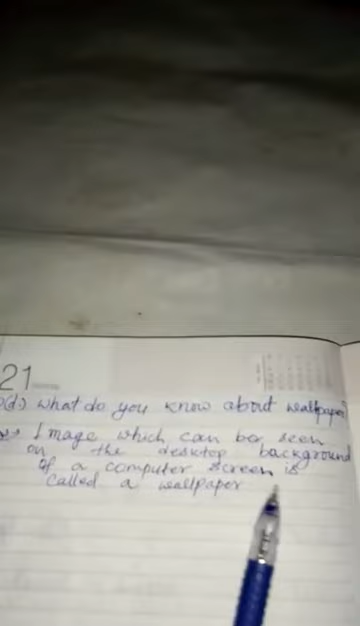 21
(d.) what do you know about wallpaper?
Image which can be seen
on the desktop background
of a computer screen is
called a wallpaper